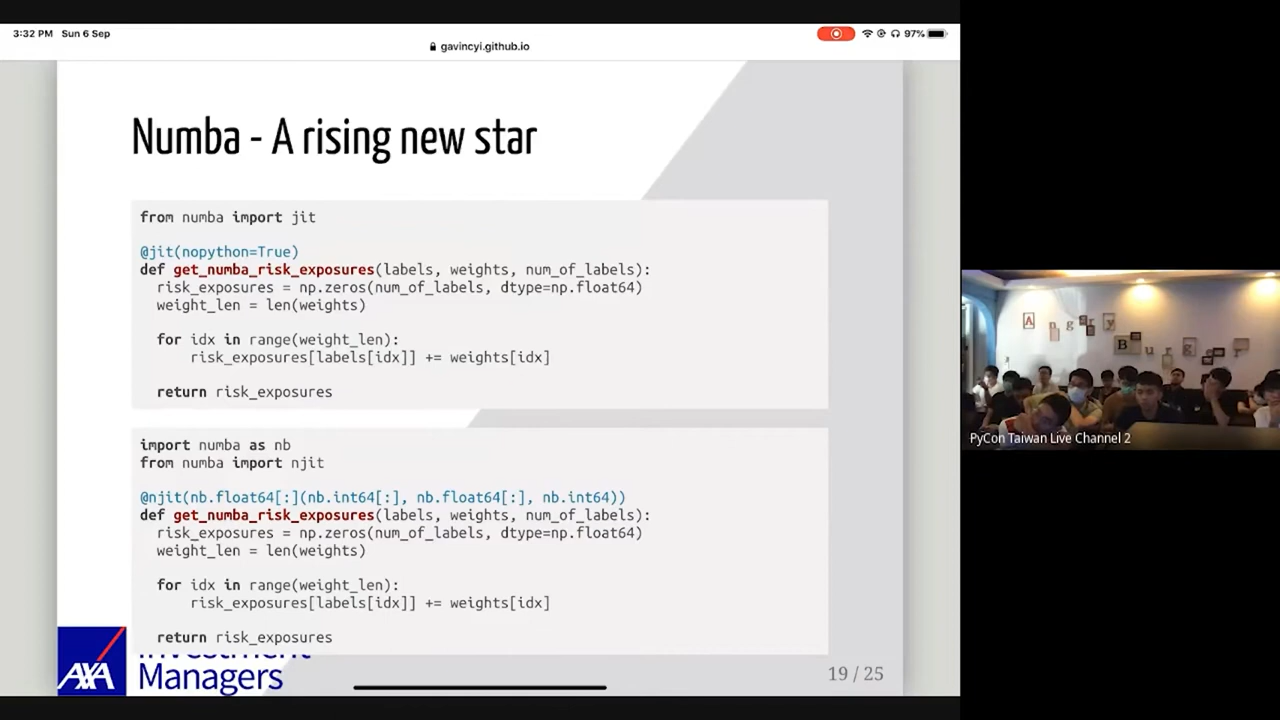 3:32 PM Sun 6 Sep
97%
gavincyi.github.io
Numba - A rising new star
from numba import jit
@jit(nopython=True)
def get_numba_risk_exposures(labels, weights, num_of_labels):
risk_exposures = np.zeros(num_of_labels, dtype=np.float64)
weight_len = len(weights)
for idx in range(weight_len):
risk_exposures[labels[idx]] += weights[idx]
return risk_exposures
import numba as nb
from numba import njit
@njit(nb.float64[:](nb.int64[:], nb.float64[:], nb.int64))
def get_numba_risk_exposures(labels, weights, num_of_labels):
risk_exposures = np.zeros(num_of_labels, dtype=np.float64)
weight_len = len(weights)
for idx in range(weight_len):
risk_exposures[labels[idx]] += weights[idx]
return risk_exposures
AXA
Investment
Managers
19 / 25
Angry
Burger
PyCon Taiwan Live Channel 2